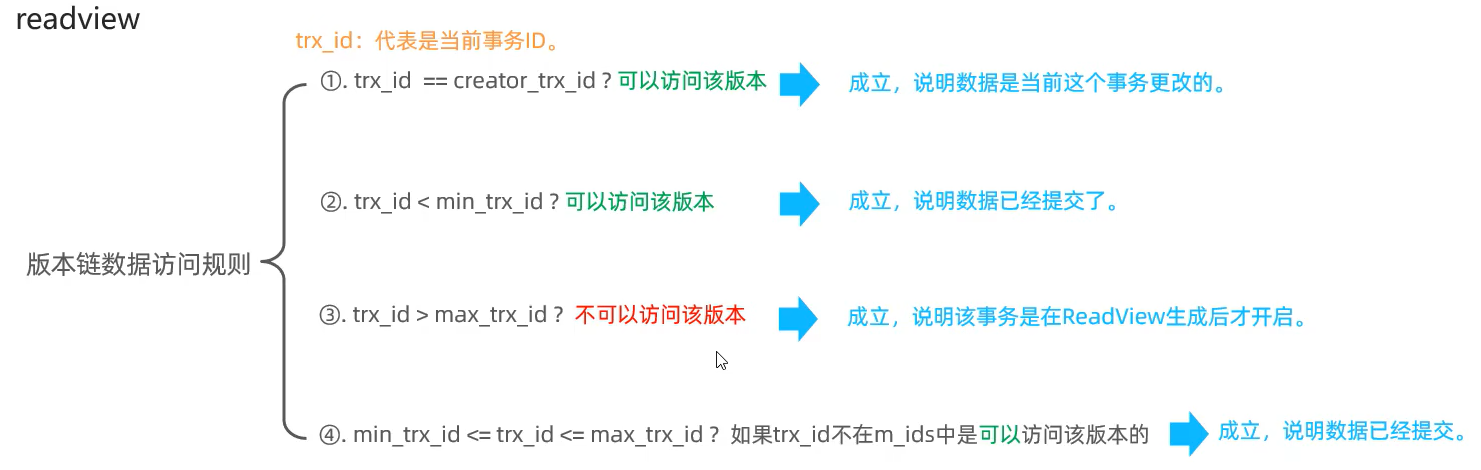 readview
trx_id：代表是当前事务ID。
①. trx_id == creator_trx_id ? 可以访问该版本 成立，说明数据是当前这个事务更改的。
②. trx_id < min_trx_id ? 可以访问该版本 成立，说明数据已经提交了。
版本链数据访问规则
③. trx_id > max_trx_id ? 不可以访问该版本 成立，说明该事务是在ReadView生成后才开启。
④. min_trx_id <= trx_id <= max_trx_id ? 如果trx_id不在m_ids中是可以访问该版本的 成立，说明数据已经提交。